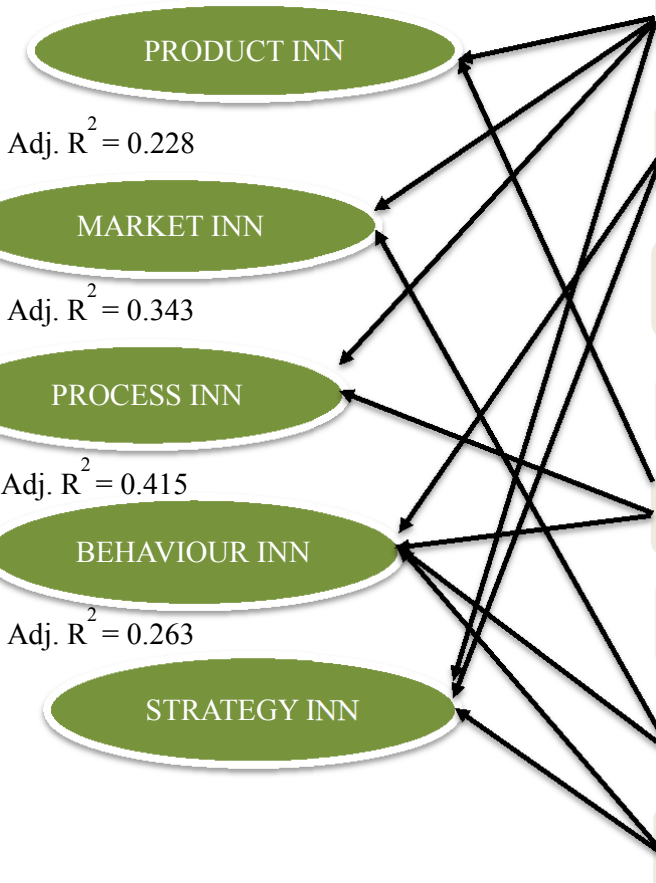 PRODUCT INN
Adj. R² = 0.228
MARKET INN
Adj. R² = 0.343
PROCESS INN
Adj. R² = 0.415
BEHAVIOUR INN
Adj. R² = 0.263
STRATEGY INN